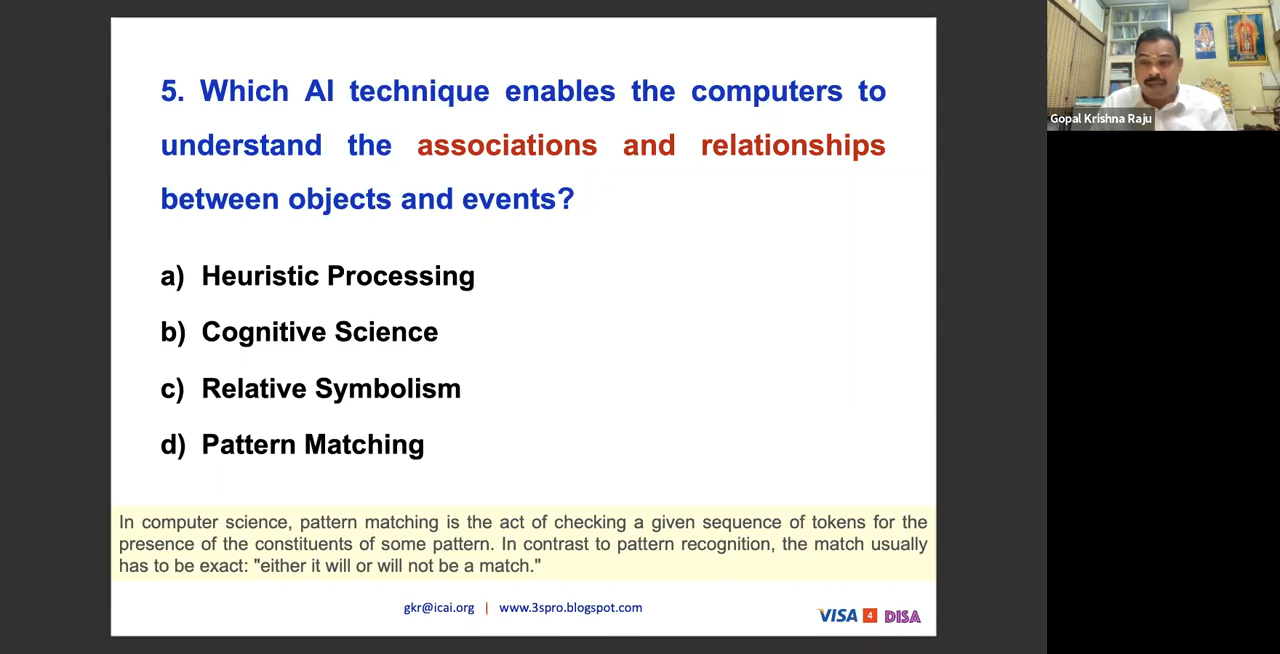 5. Which AI technique enables the computers to
understand the associations and relationships
between objects and events?
a) Heuristic Processing
b) Cognitive Science
c) Relative Symbolism
d) Pattern Matching
In computer science, pattern matching is the act of checking a given sequence of tokens for the
presence of the constituents of some pattern. In contrast to pattern recognition, the match usually
has to be exact: "either it will or will not be a match."
gkr@icai.org | www.3spro.blogspot.com
VISA 4 DISA
Gopal Krishna Raju